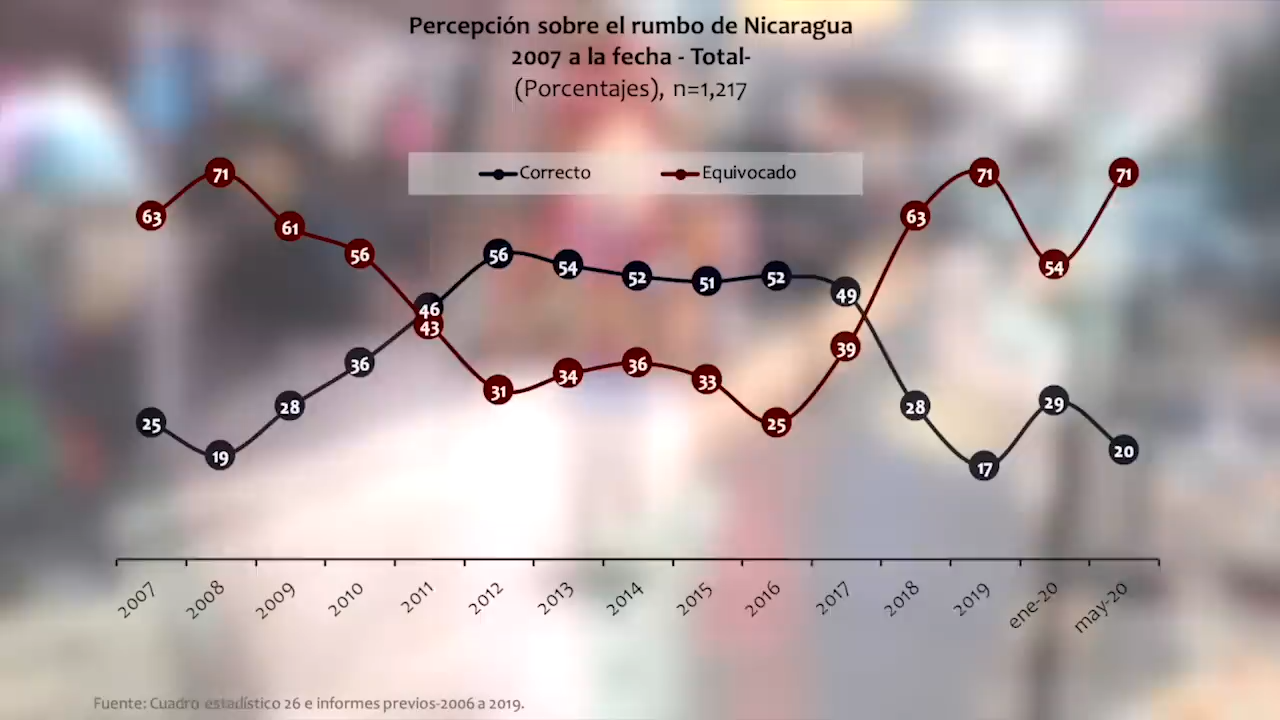 Percepción sobre el rumbo de Nicaragua
2007 a la fecha - Total-
(Porcentajes), n=1,217
Correcto Equivocado
63 71 61 56 43 31 34 36 33 25 39 63 71 54 71
25 19 28 36 46 56 54 52 51 52 49 28 17 29 20
2007 2008 2009 2010 2011 2012 2013 2014 2015 2016 2017 2018 2019 ene-20 may-20
Fuente: Cuadro estadístico 26 e informes previos-2006 a 2019.